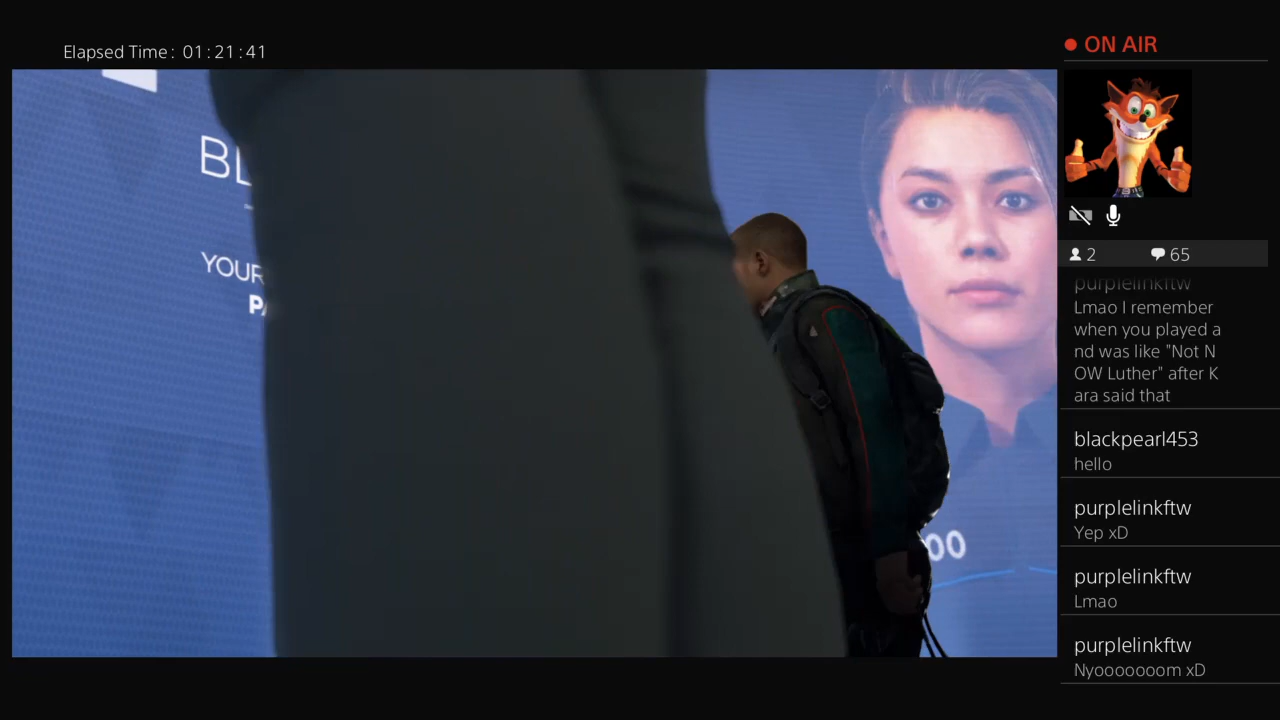 Elapsed Time: 01:21:41
ON AIR
BL
YOUR
2
65
purplelinkftw
Lmao I remember
when you played a
nd was like "Not N
OW Luther" after K
ara said that
blackpearl453
hello
purplelinkftw
Yep xD
purplelinkftw
Lmao
purplelinkftw
Nyooooooom xD
00